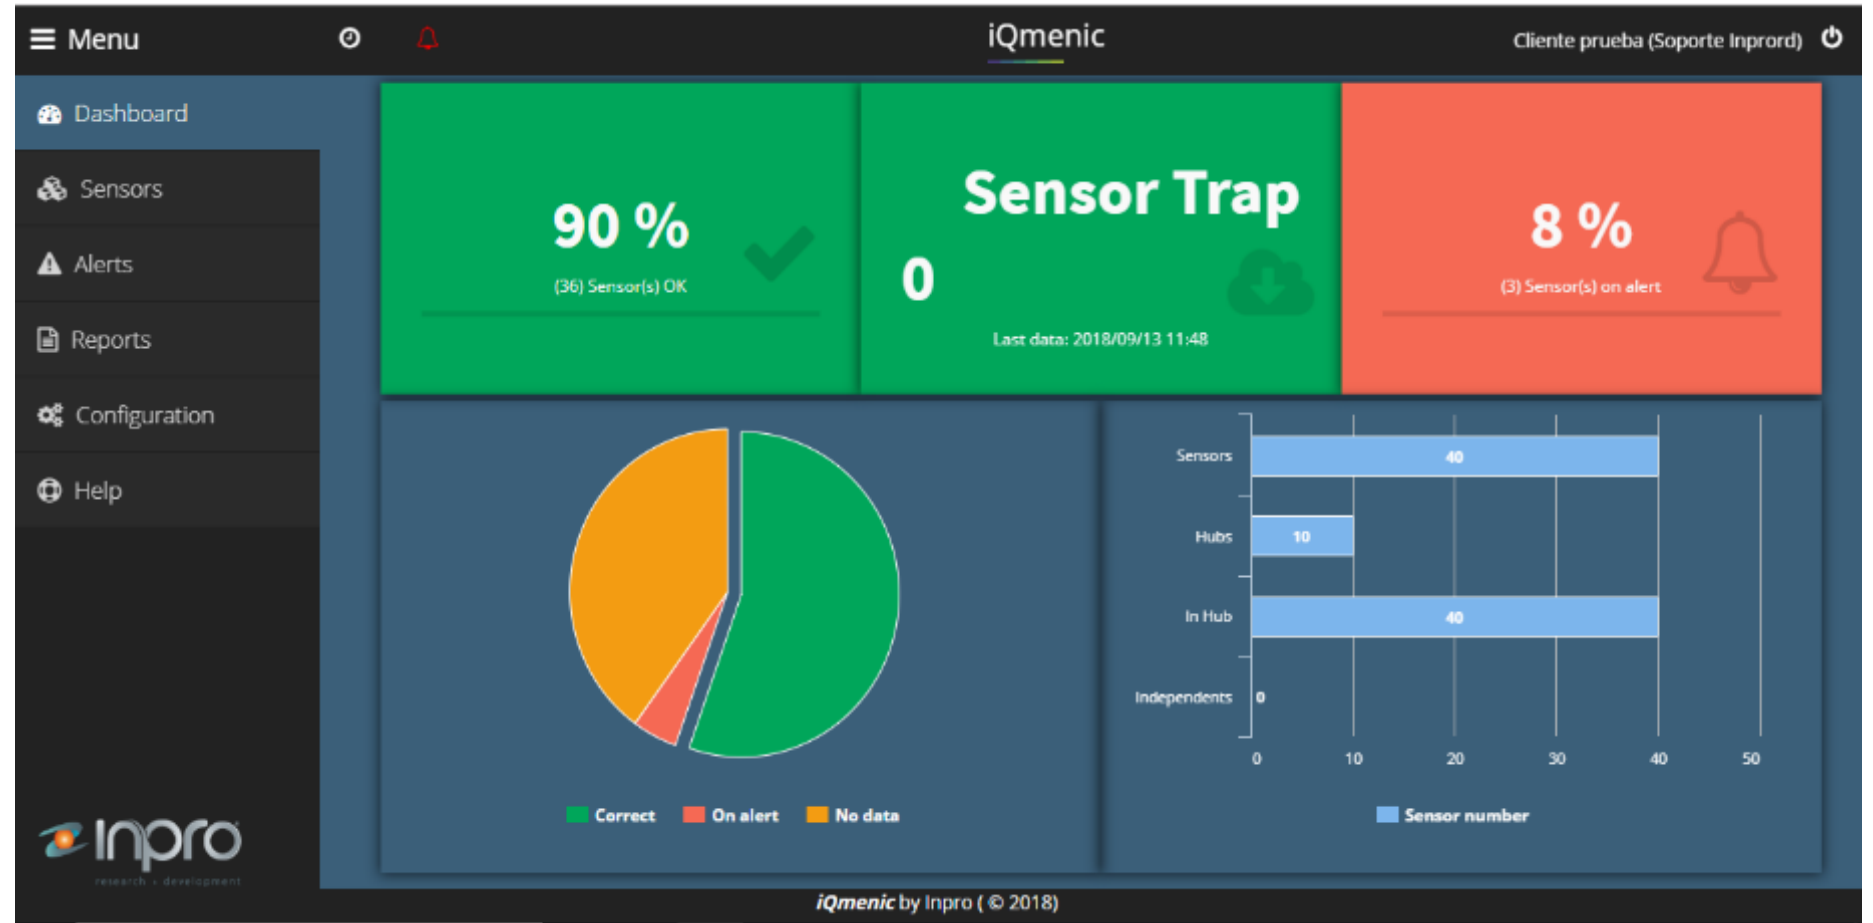 Menu
iQmenic
Cliente prueba (Soporte Inprord)
Dashboard
Sensors
Alerts
Reports
Configuration
Help
90 %
(36) Sensor(s) OK
Sensor Trap
0
Last data: 2018/09/13 11:48
8 %
(3) Sensor(s) on alert
Correct On alert No data
Sensors 40
Hubs 10
In Hub 40
Independents 0
0 10 20 30 40 50
Sensor number
Inpro
research + development
iQmenic by Inpro ( © 2018)